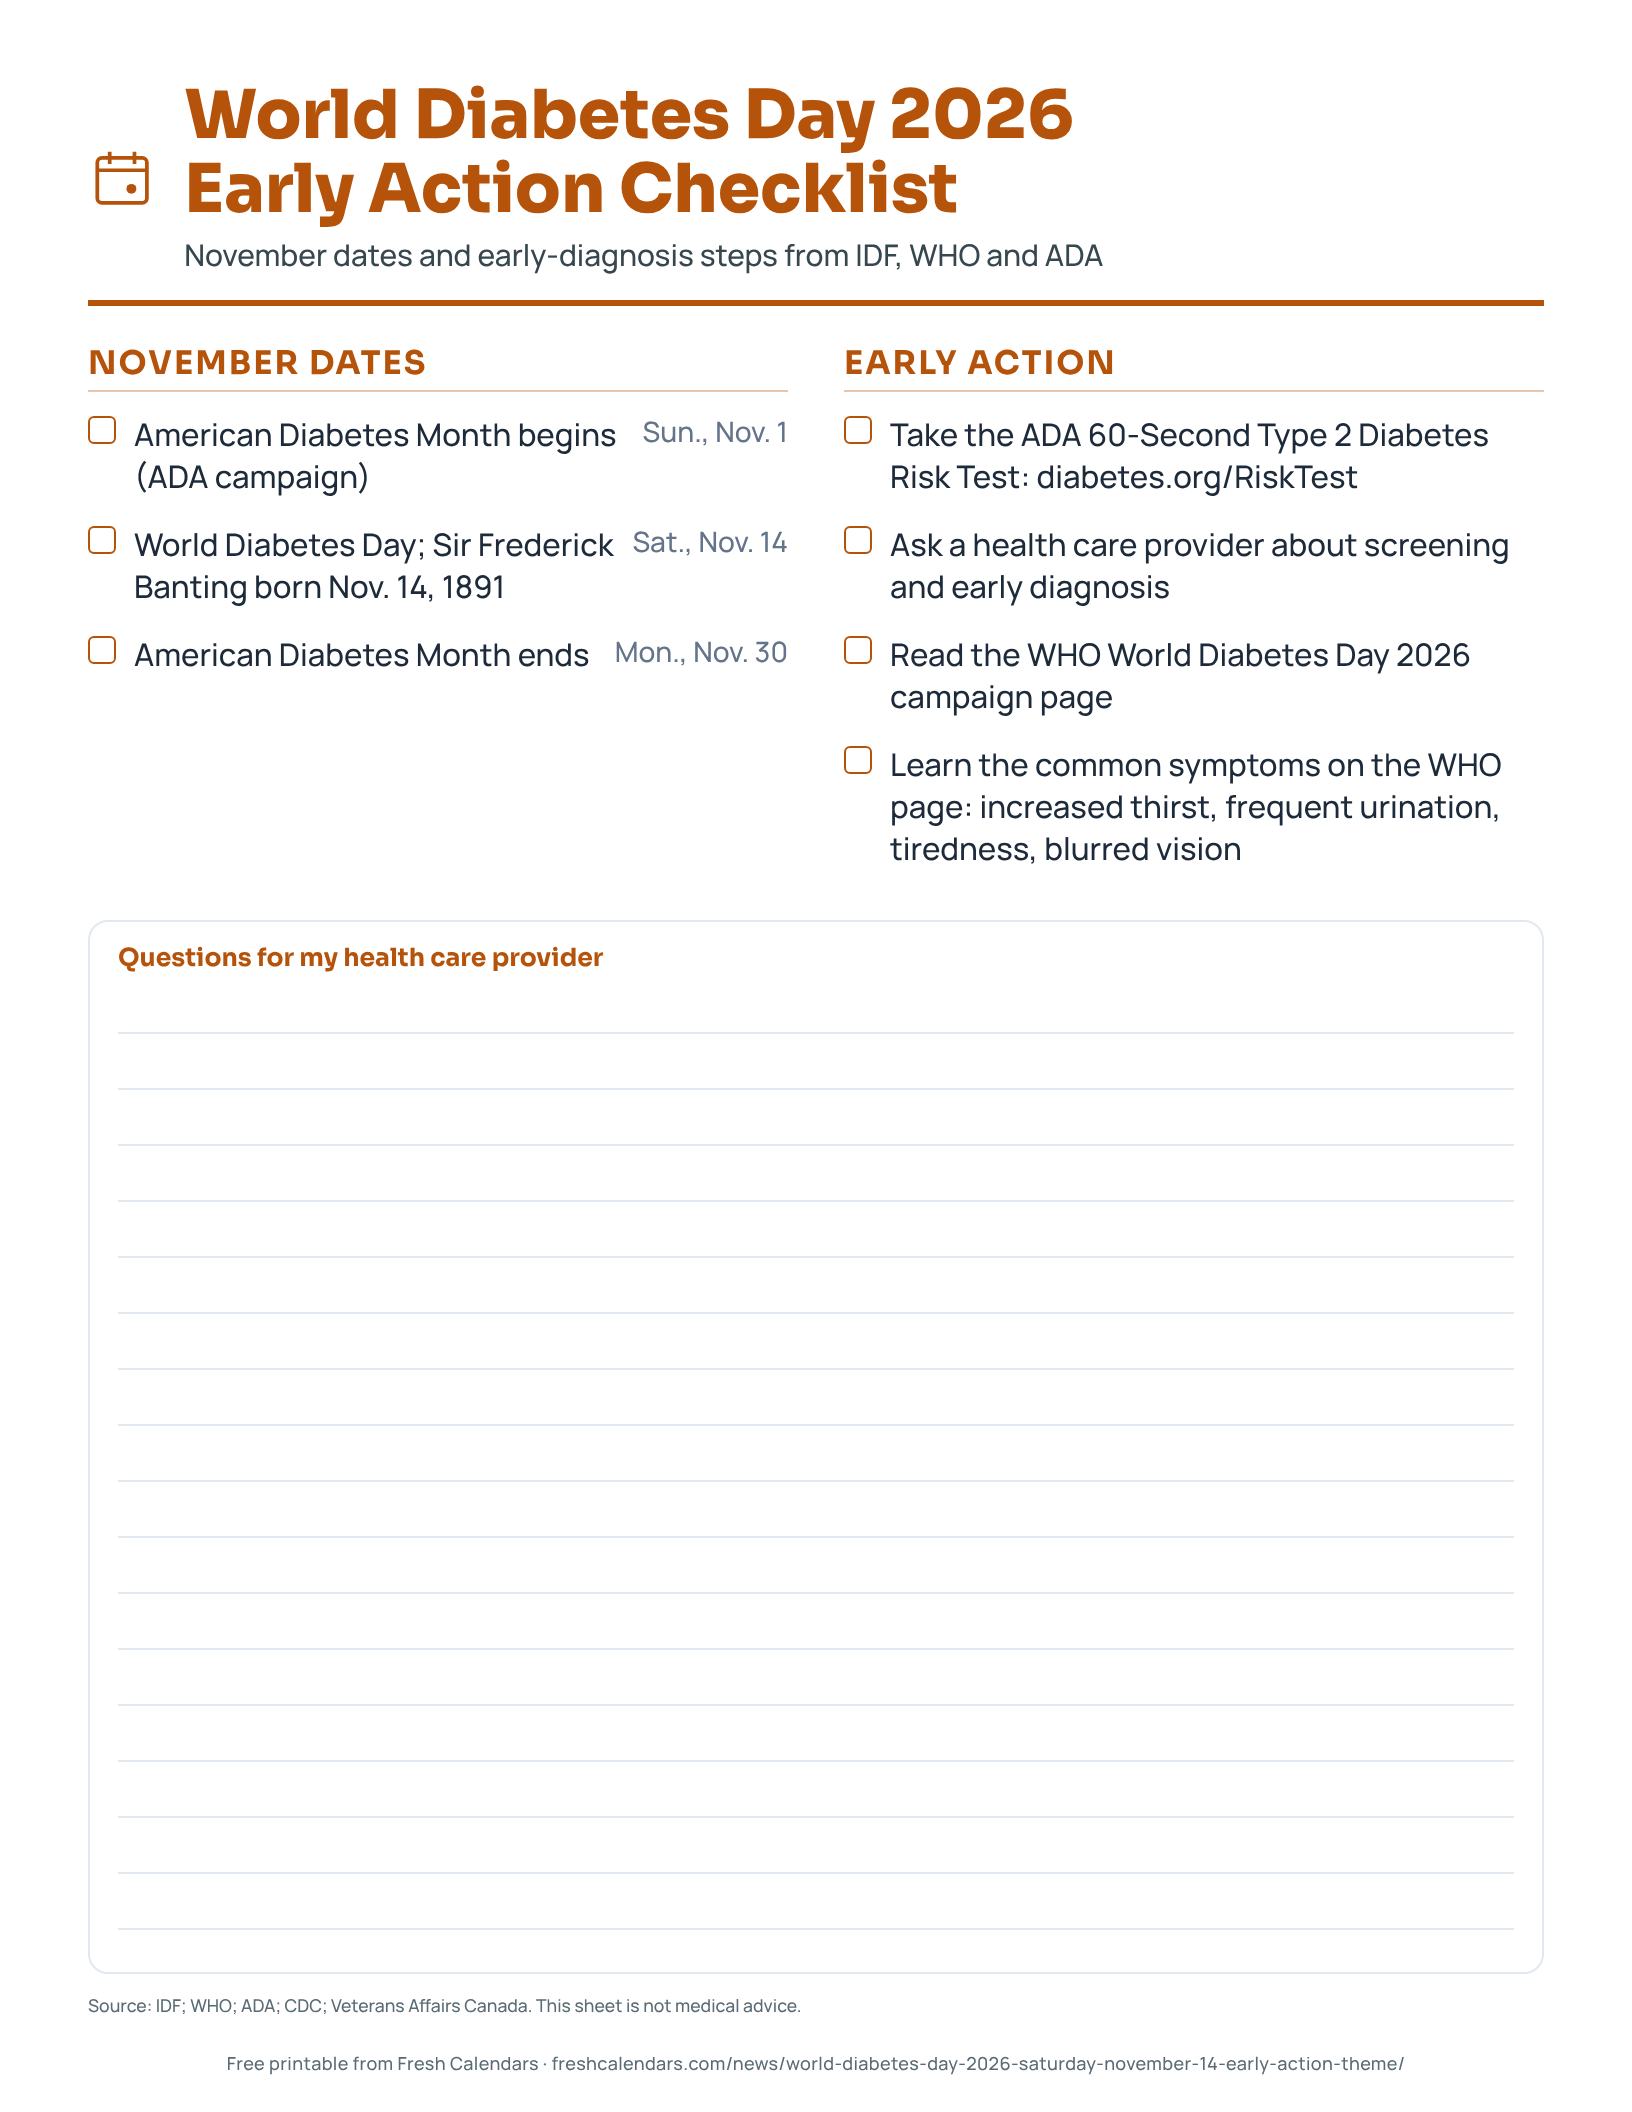 World Diabetes Day 2026
Early Action Checklist
November dates and early-diagnosis steps from IDF, WHO and ADA
NOVEMBER DATES
American Diabetes Month begins Sun., Nov. 1
(ADA campaign)
World Diabetes Day; Sir Frederick Sat., Nov. 14
Banting born Nov. 14, 1891
American Diabetes Month ends Mon., Nov. 30
EARLY ACTION
Take the ADA 60-Second Type 2 Diabetes
Risk Test: diabetes.org/RiskTest
Ask a health care provider about screening
and early diagnosis
Read the WHO World Diabetes Day 2026
campaign page
Learn the common symptoms on the WHO
page: increased thirst, frequent urination,
tiredness, blurred vision
Questions for my health care provider
Source: IDF; WHO; ADA; CDC; Veterans Affairs Canada. This sheet is not medical advice.
Free printable from Fresh Calendars · freshcalendars.com/news/world-diabetes-day-2026-saturday-november-14-early-action-theme/